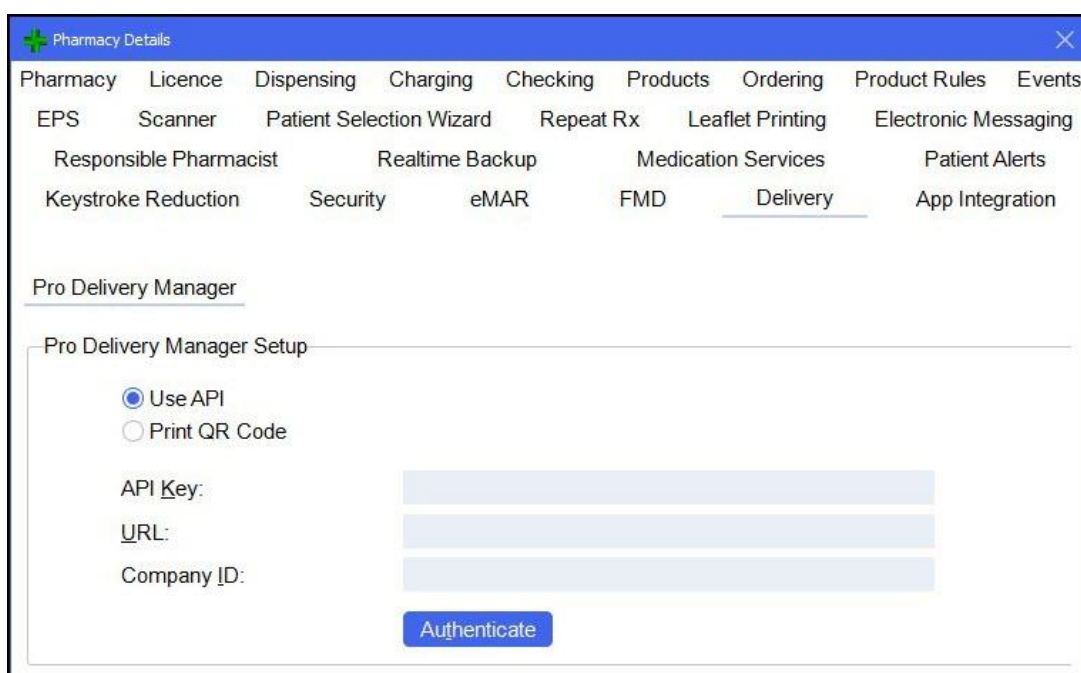 Pharmacy Details
Pharmacy Licence Dispensing Charging Checking Products Ordering Product Rules Events
EPS Scanner Patient Selection Wizard Repeat Rx Leaflet Printing Electronic Messaging
Responsible Pharmacist Realtime Backup Medication Services Patient Alerts
Keystroke Reduction Security eMAR FMD Delivery App Integration
Pro Delivery Manager
Pro Delivery Manager Setup
Use API
Print QR Code
API Key:
URL:
Company ID:
Authenticate